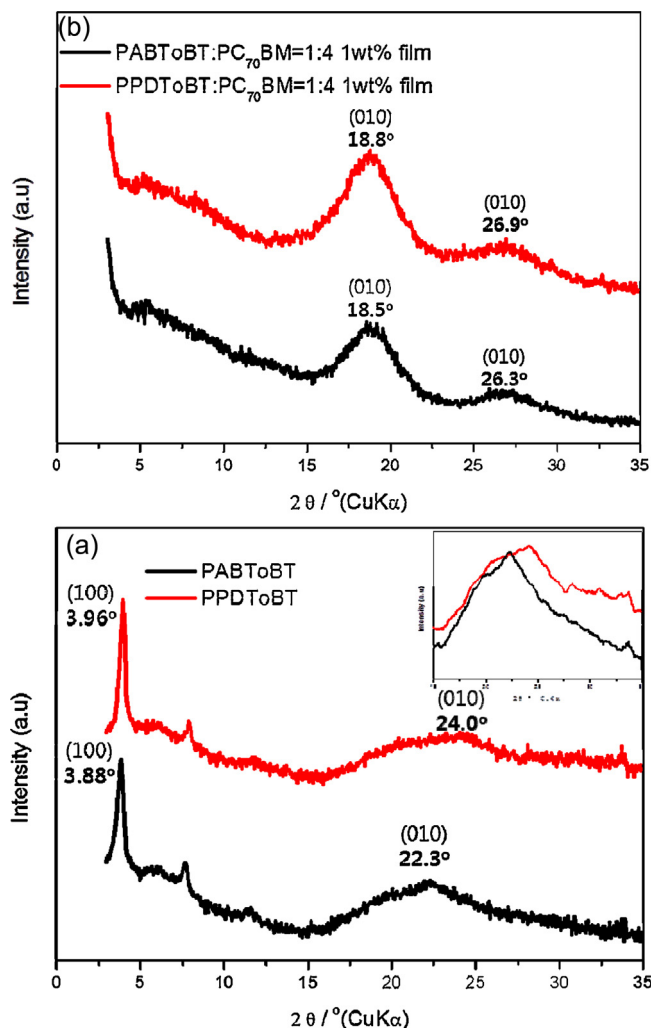 (b)
PABToBT:PC70BM=1:4 1wt% film
PPDToBT:PC70BM=1:4 1wt% film
(010)
18.8°
(010)
26.9°
(010)
18.5°
(010)
26.3°
Intensity (a.u)
0 5 10 15 20 25 30 35
2 θ / °(CuKα)
(a)
PABToBT
PPDToBT
(100)
3.96°
(100)
3.88°
(010)
24.0°
(010)
22.3°
Intensity (a.u)
Intensity (a.u)
0 5 10 15 20 25 30 35
2 θ / °(CuKα)